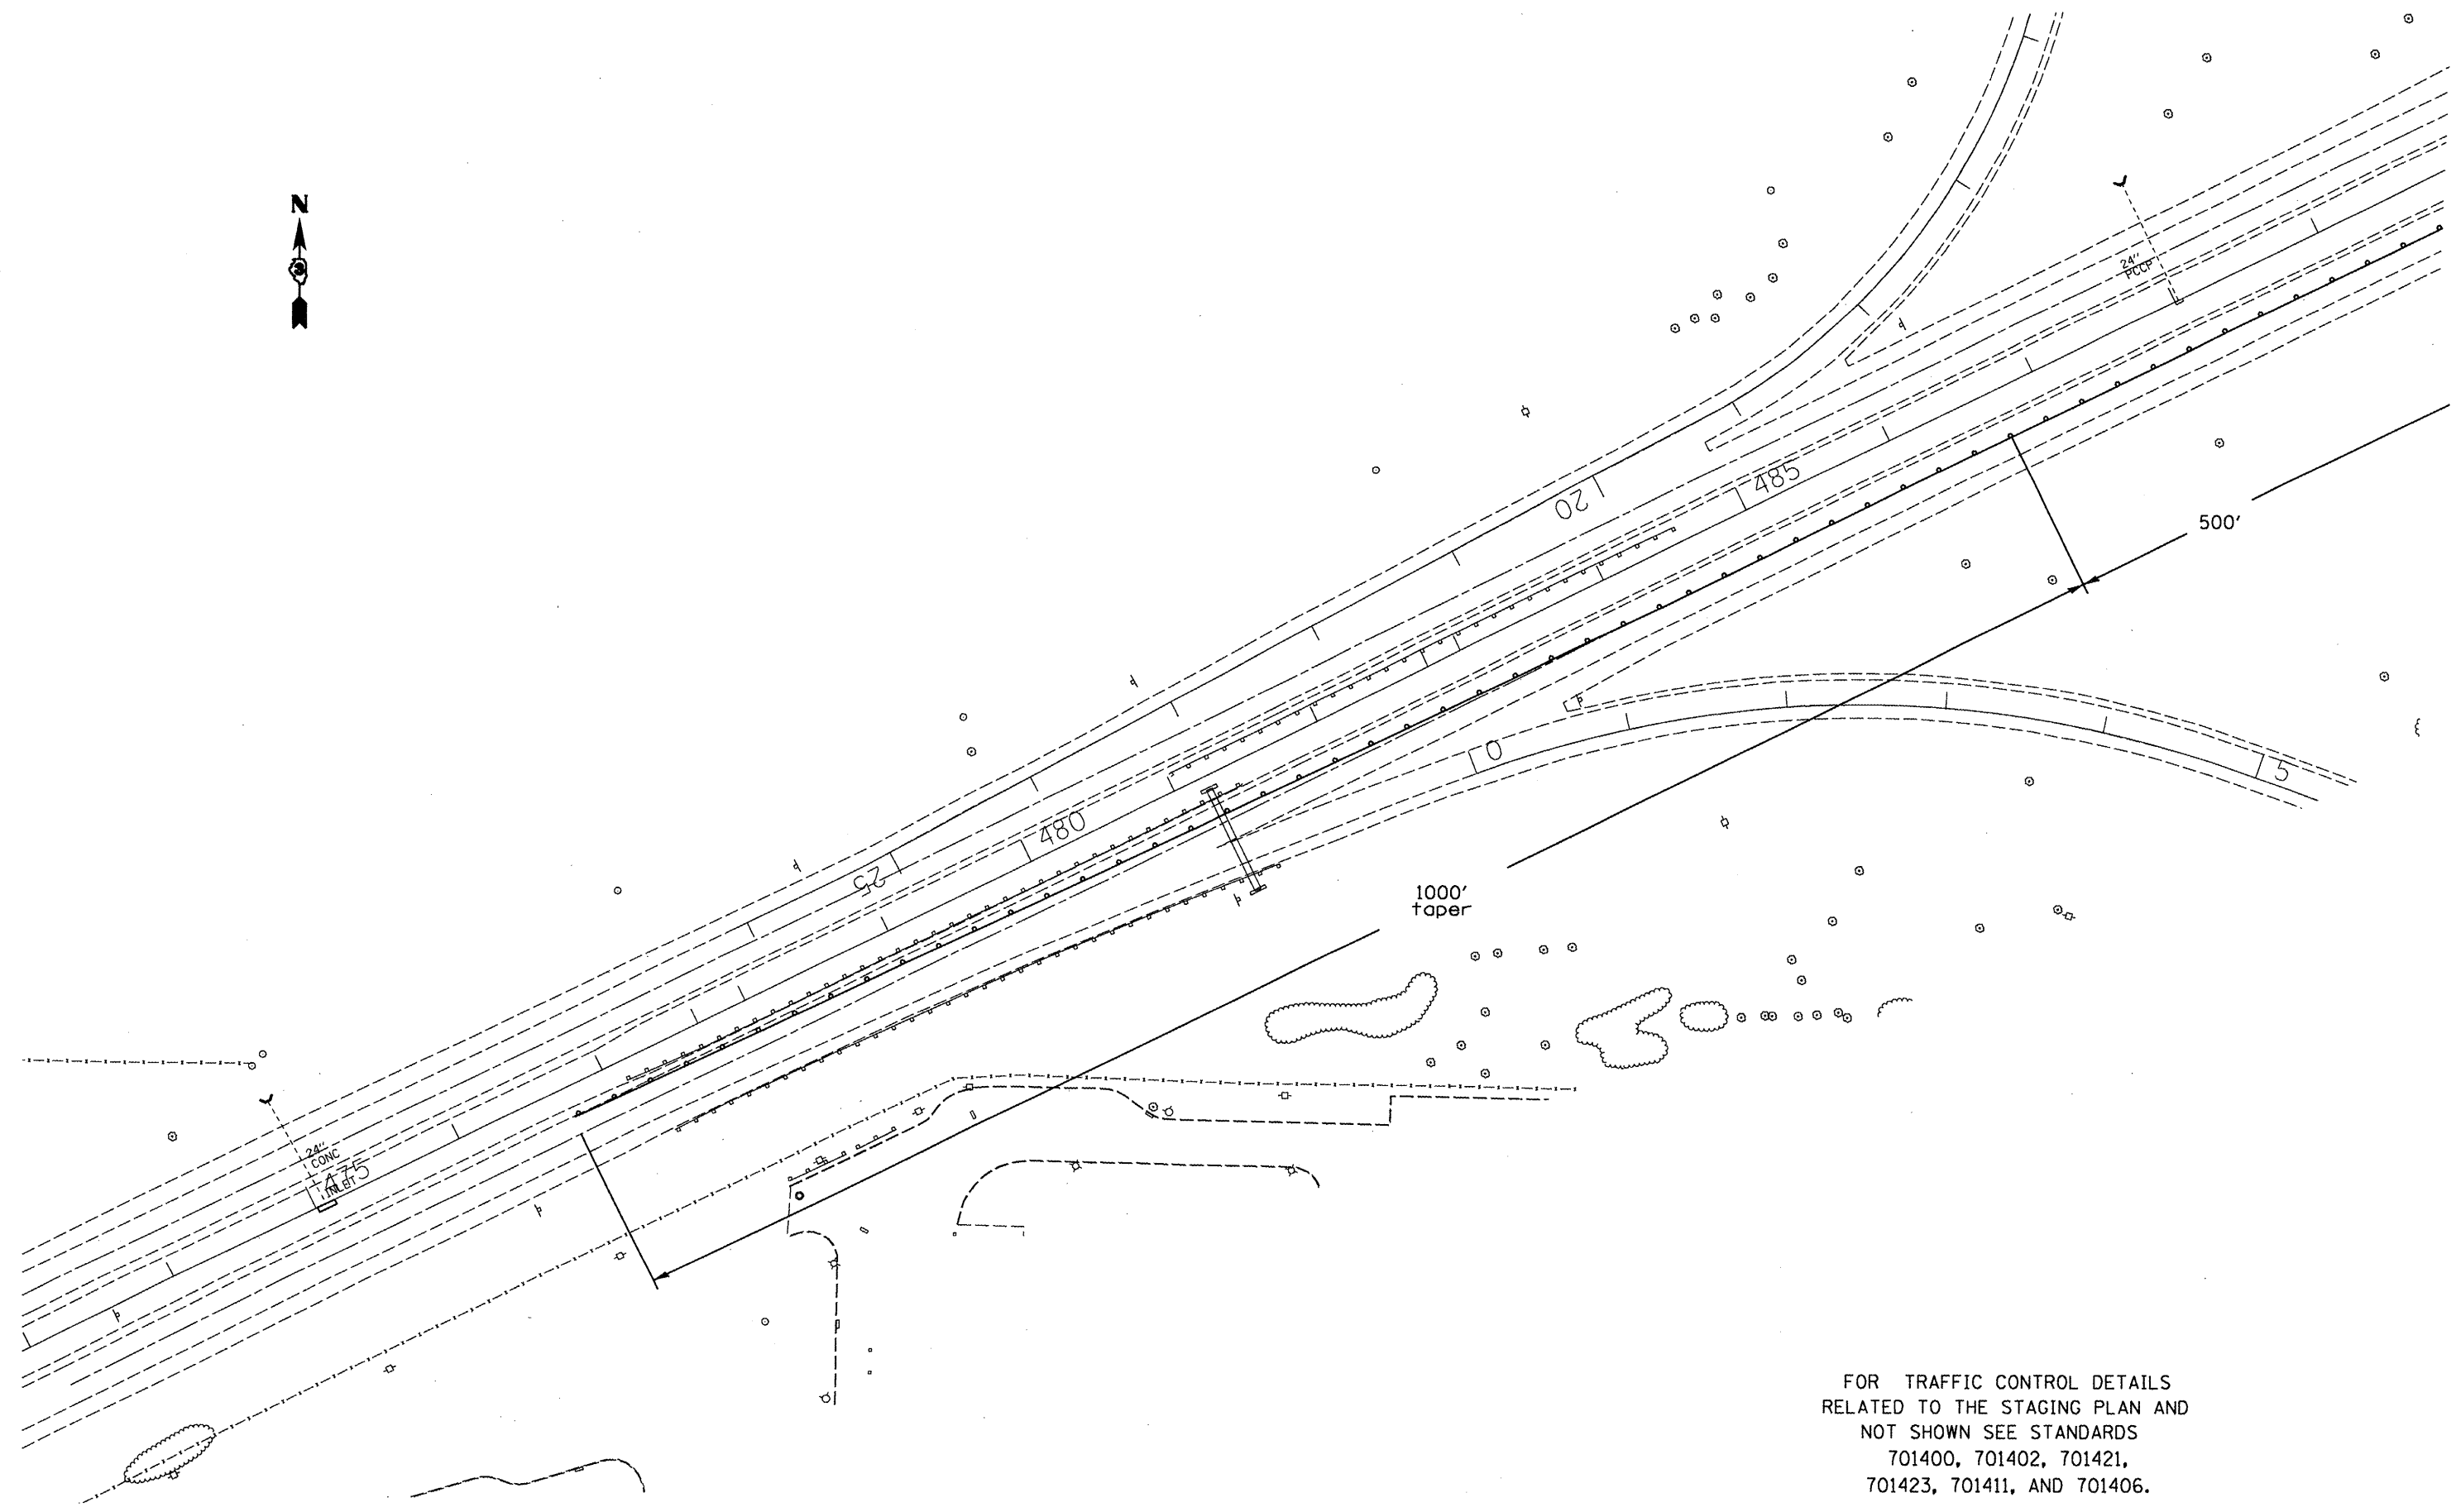 N
3
24"
PCCP
20
485
500'
0
5
480
25
1000'
taper
24"
CONC
475
INLET
FOR TRAFFIC CONTROL DETAILS
RELATED TO THE STAGING PLAN AND
NOT SHOWN SEE STANDARDS
701400, 701402, 701421,
701423, 701411, AND 701406.